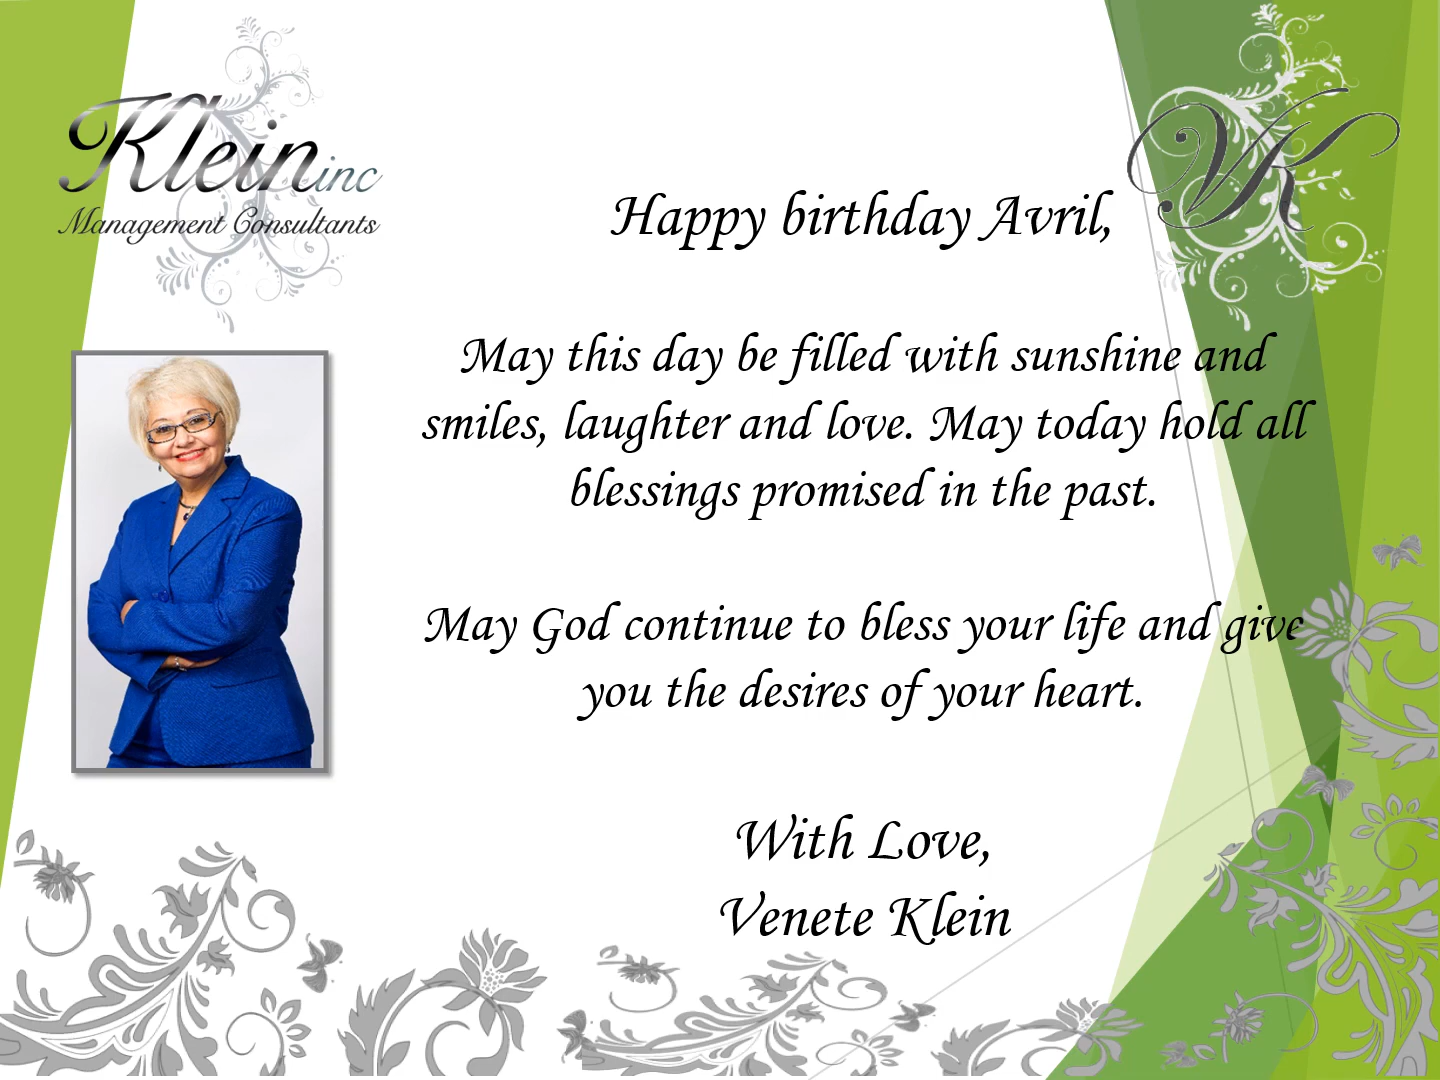 Klein inc
Management Consultants
VK
Happy birthday Avril,
May this day be filled with sunshine and
smiles, laughter and love. May today hold all
blessings promised in the past.
May God continue to bless your life and give
you the desires of your heart.
With Love,
Venete Klein